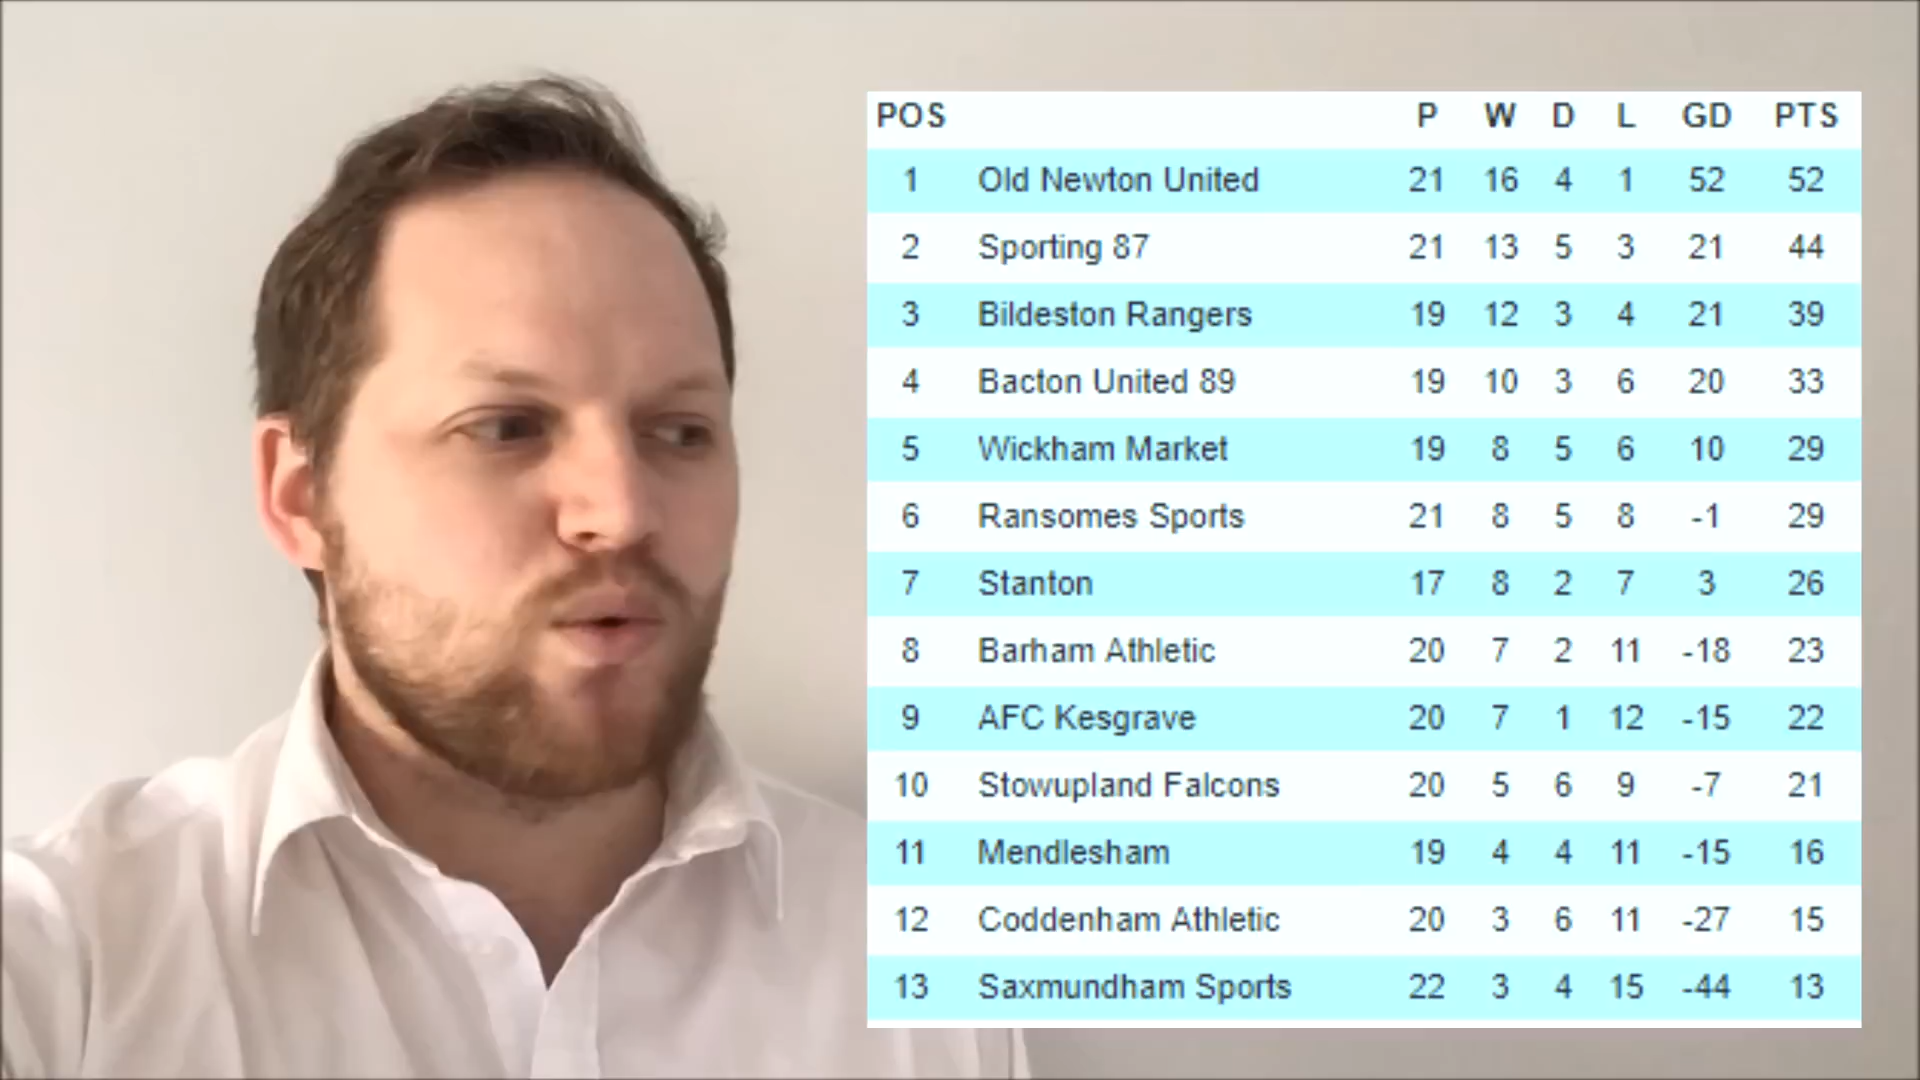 POS P W D L GD PTS
1 Old Newton United 21 16 4 1 52 52
2 Sporting 87 21 13 5 3 21 44
3 Bildeston Rangers 19 12 3 4 21 39
4 Bacton United 89 19 10 3 6 20 33
5 Wickham Market 19 8 5 6 10 29
6 Ransomes Sports 21 8 5 8 -1 29
7 Stanton 17 8 2 7 3 26
8 Barham Athletic 20 7 2 11 -18 23
9 AFC Kesgrave 20 7 1 12 -15 22
10 Stowupland Falcons 20 5 6 9 -7 21
11 Mendlesham 19 4 4 11 -15 16
12 Coddenham Athletic 20 3 6 11 -27 15
13 Saxmundham Sports 22 3 4 15 -44 13